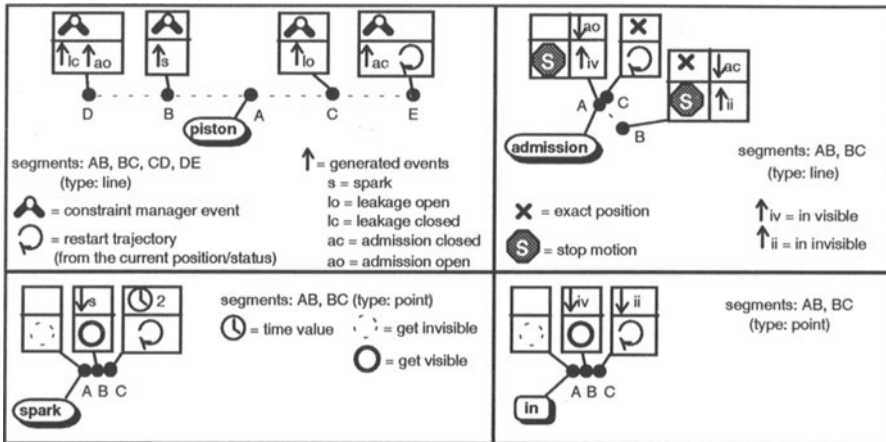 lc ao
s
lo
ac
D B A C E
piston
segments: AB, BC, CD, DE
(type: line)
= constraint manager event
= restart trajectory
(from the current position/status)
= generated events
s = spark
lo = leakage open
lc = leakage closed
ac = admission closed
ao = admission open
ao
S
iv
ac
S
ii
A
C
B
admission
segments: AB, BC
(type: line)
= exact position
S = stop motion
iv = in visible
ii = in invisible
s
2
A B C
spark
segments: AB, BC (type: point)
= time value
= get invisible
= get visible
iv
ii
A B C
in
segments: AB, BC
(type: point)